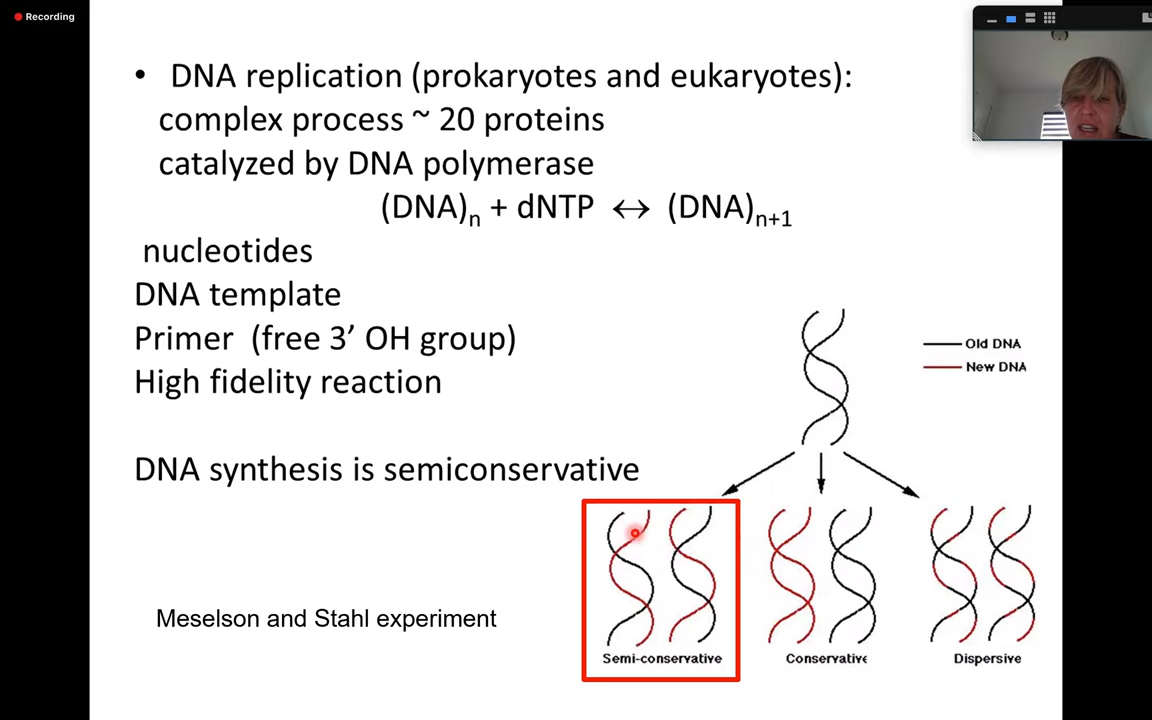 Recording
• DNA replication (prokaryotes and eukaryotes):
complex process ~ 20 proteins
catalyzed by DNA polymerase
(DNA)n + dNTP ↔ (DNA)n+1
nucleotides
DNA template
Primer (free 3’ OH group)
High fidelity reaction
Old DNA
New DNA
DNA synthesis is semiconservative
Meselson and Stahl experiment
Semi-conservative
Conservative
Dispersive